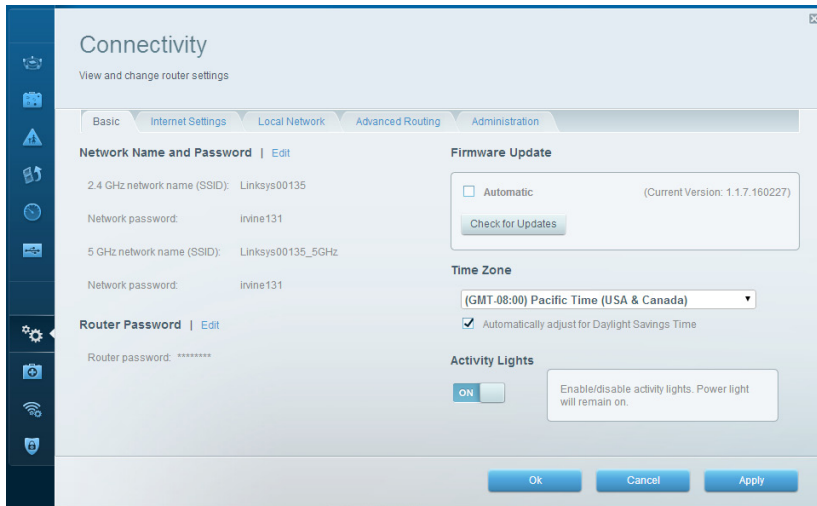 Connectivity
View and change router settings
Basic Internet Settings Local Network Advanced Routing Administration
Network Name and Password | Edit
2.4 GHz network name (SSID): Linksys00135
Network password: irvine131
5 GHz network name (SSID): Linksys00135_5GHz
Network password: irvine131
Router Password | Edit
Router password: ********
Firmware Update
Automatic (Current Version: 1.1.7.160227)
Check for Updates
Time Zone
(GMT-08:00) Pacific Time (USA & Canada)
Automatically adjust for Daylight Savings Time
Activity Lights
ON
Enable/disable activity lights. Power light
will remain on.
Ok Cancel Apply